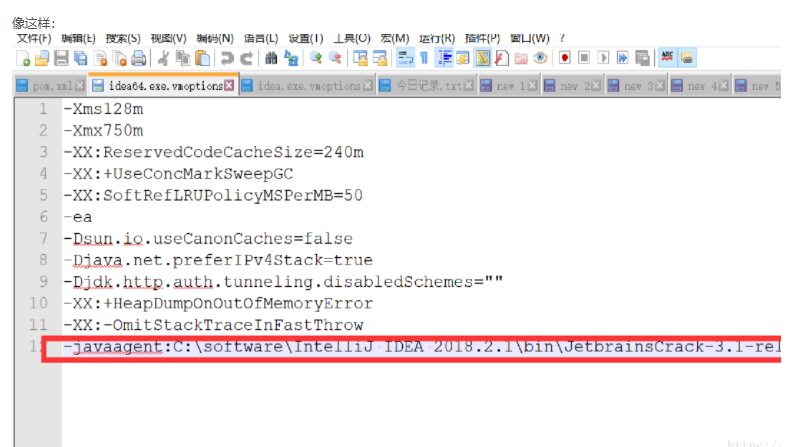 像这样:
文件(F) 编辑(E) 搜索(S) 视图(V) 编码(N) 语言(L) 设置(T) 工具(O) 宏(M) 运行(R) 插件(P) 窗口(W) ?
pom.xml idea64.exe.vmoptions idea.exe.vmoptions 今日记录.txt new 1 new 2 new 3 new 4 new 5
1 -Xms128m
2 -Xmx750m
3 -XX:ReservedCodeCacheSize=240m
4 -XX:+UseConcMarkSweepGC
5 -XX:SoftRefLRUPolicyMSPerMB=50
6 -ea
7 -Dsun.io.useCanonCaches=false
8 -Djava.net.preferIPv4Stack=true
9 -Djdk.http.auth.tunneling.disabledSchemes=""
10 -XX:+HeapDumpOnOutOfMemoryError
11 -XX:-OmitStackTraceInFastThrow
12 -javaagent:C:\software\IntelliJ IDEA 2018.2.1\bin\JetbrainsCrack-3.1-rel
https:/